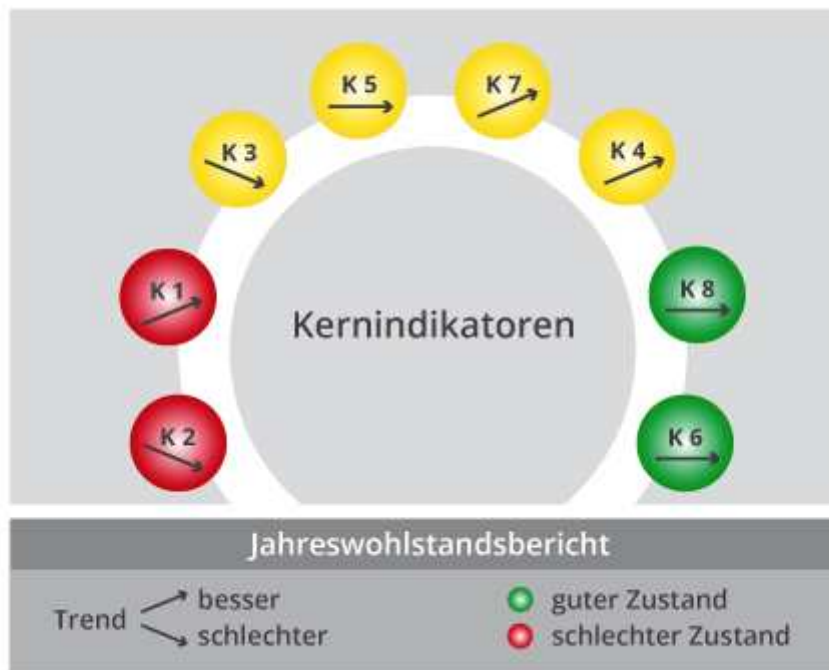 K 5
K 7
K 3
K 4
K 1
K 8
Kernindikatoren
K 2
K 6
Jahreswohlstandsbericht
Trend
besser
schlechter
guter Zustand
schlechter Zustand